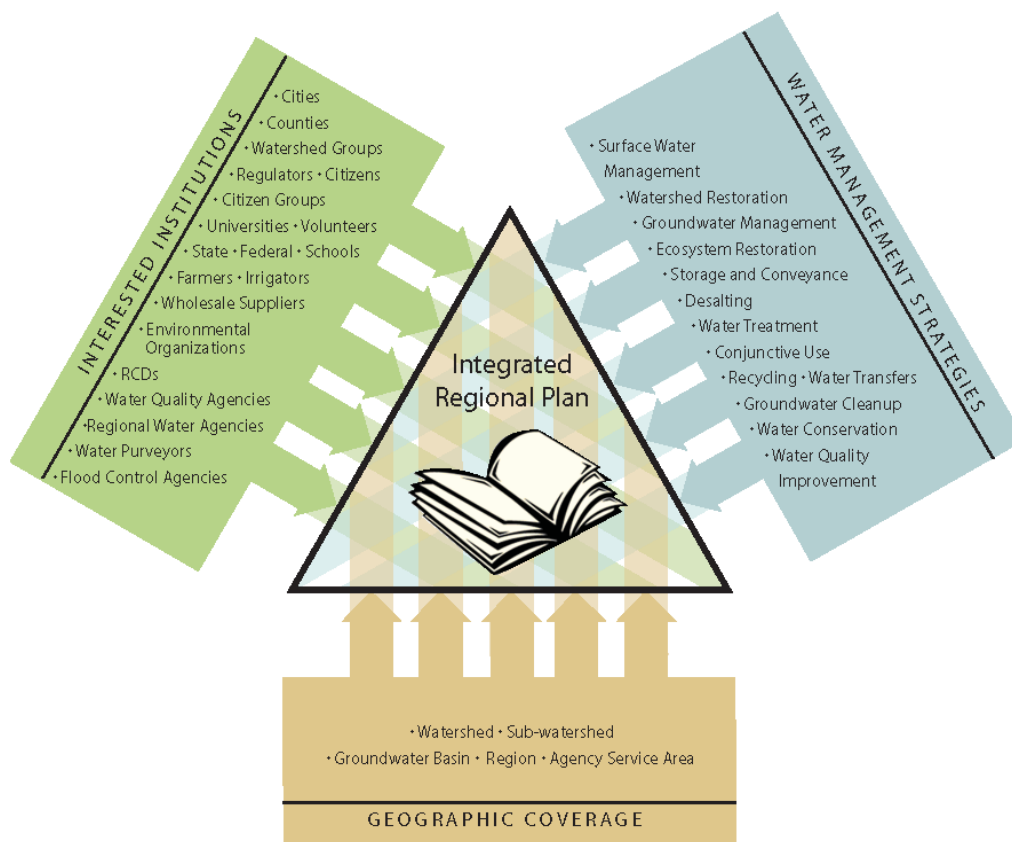 INTERESTED INSTITUTIONS
· Cities
· Counties
· Watershed Groups
· Regulators · Citizens
· Citizen Groups
· Universities · Volunteers
· State · Federal · Schools
· Farmers · Irrigators
· Wholesale Suppliers
· Environmental
Organizations
· RCDs
· Water Quality Agencies
· Regional Water Agencies
· Water Purveyors
· Flood Control Agencies
WATER MANAGEMENT STRATEGIES
· Surface Water
Management
· Watershed Restoration
· Groundwater Management
· Ecosystem Restoration
· Storage and Conveyance
· Desalting
· Water Treatment
· Conjunctive Use
· Recycling · Water Transfers
· Groundwater Cleanup
· Water Conservation
· Water Quality
Improvement
Integrated
Regional Plan
· Watershed · Sub-watershed
· Groundwater Basin · Region · Agency Service Area
GEOGRAPHIC COVERAGE